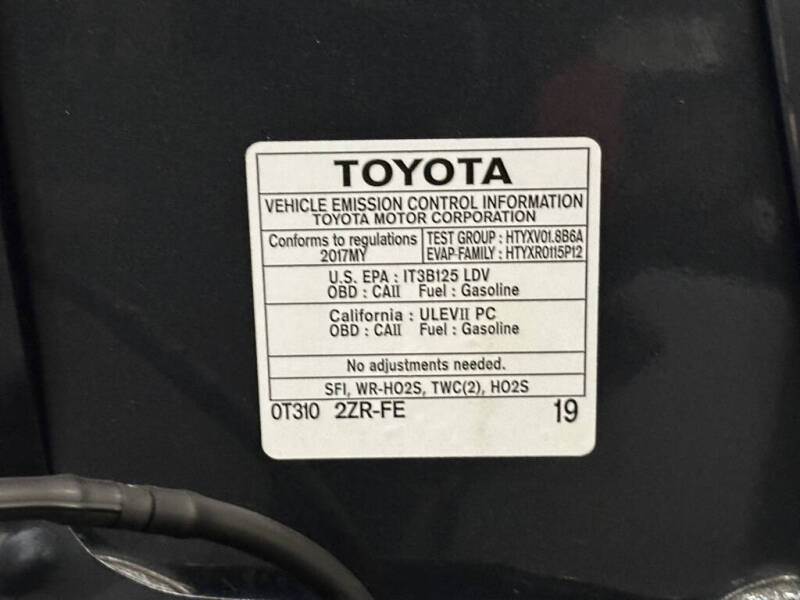 TOYOTA
VEHICLE EMISSION CONTROL INFORMATION
TOYOTA MOTOR CORPORATION
Conforms to regulations
2017MY
TEST GROUP : HTYXV01.8B6A
EVAP-FAMILY : HTYXR0115P12
U.S. EPA : IT3B125 LDV
OBD : CAII Fuel : Gasoline
California : ULEVII PC
OBD : CAII Fuel : Gasoline
No adjustments needed.
SFI, WR-HO2S, TWC(2), HO2S
0T310 2ZR-FE 19